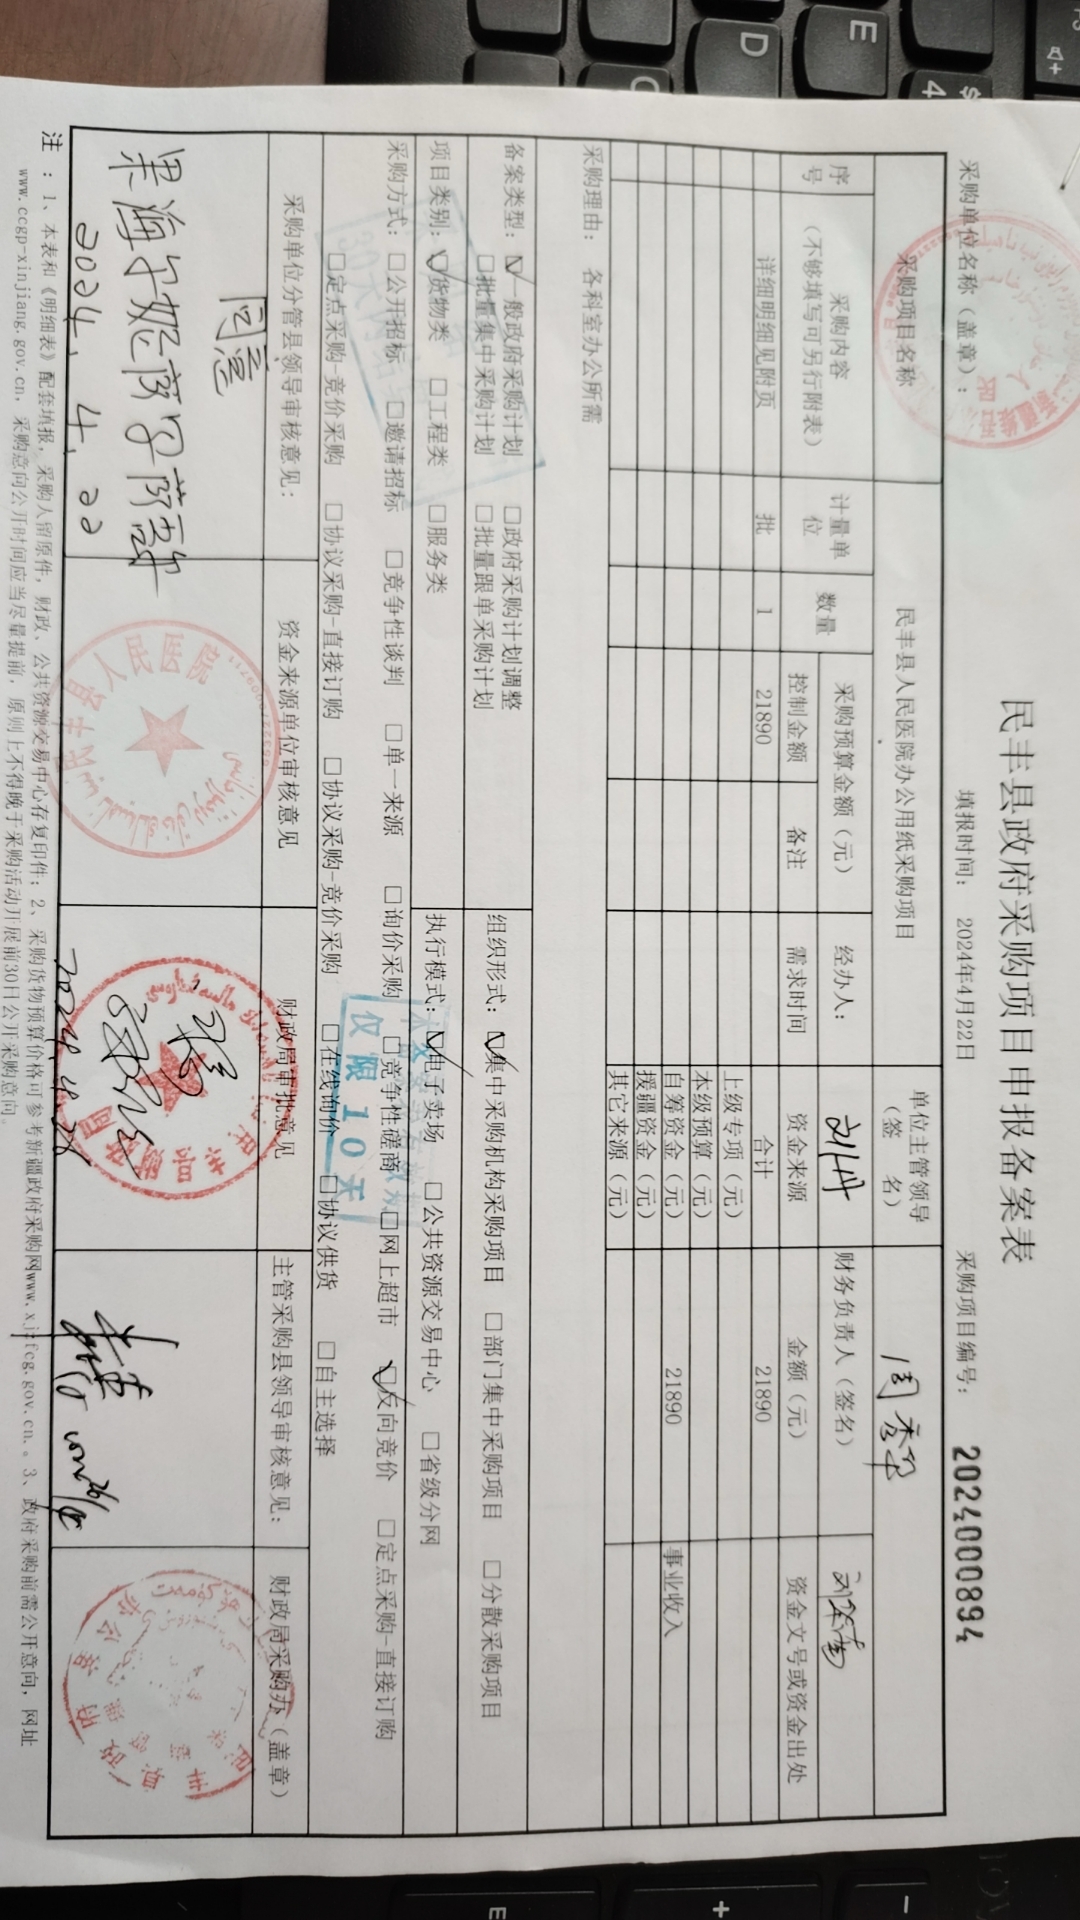 民丰县政府采购项目申报备案表
采购单位名称（盖章）： 填报时间： 2024年4月22日 采购项目编号： 2024000894
采购项目名称 民丰县人民医院办公用纸采购项目 单位主管领导（签 名） 周秀军
序号 采购内容（不够填写可另行附表） 计量单位 数量 采购预算金额（元） 经办人： 刘丹 财务负责人（签名）
控制金额 备注 需求时间 资金来源 金额（元） 资金文号或资金出处
详细明细见附页 批 1 21890 合计 21890
上级专项（元）
本级预算（元）
自筹资金（元） 21890 事业收入
援疆资金（元）
其它来源（元）
采购理由： 各科室办公所需
备案类型： ☑一般政府采购计划 □政府采购计划调整
□批量集中采购计划 □批量跟单采购计划
组织形式： ☑集中采购机构采购项目 □部门集中采购项目 □分散采购项目
项目类别： ☑货物类 □工程类 □服务类
执行模式： ☑电子卖场 □公共资源交易中心 □省级分网
采购方式： □公开招标 □邀请招标 □竞争性谈判 □单一来源 □询价采购 □竞争性磋商 □网上超市 ☑反向竞价 □定点采购-直接订购
□定点采购-竞价采购 □协议采购-直接订购 □协议采购-竞价采购 □在线询价 □协议供货 □自主选择
仅限10天
采购单位分管县领导审核意见： 资金来源单位审核意见 财政局审批意见 主管采购县领导审核意见： 财政局采购办（盖章）
同意
2024.4.22
民丰县人民医院
2024.4.26
注：1、本表和《明细表》配套填报，采购人留原件，财政、公共资源交易中心存复印件；2、采购货物预算价格可参考新疆政府采购网www.xjzfcg.gov.cn.。3、政府采购前需公开意向，网址
www.ccgp-xinjiang.gov.cn，采购意向公开时间应当尽量提前，原则上不得晚于采购活动开展前30日公开采购意向。